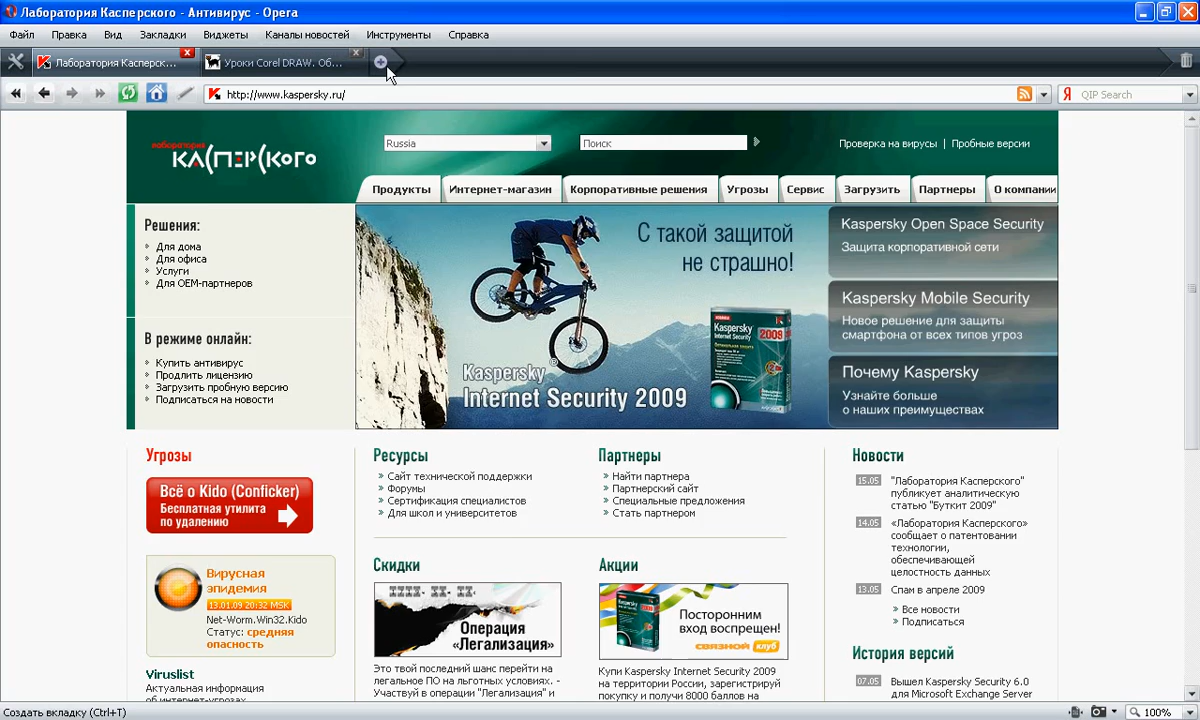 Лаборатория Касперского - Антивирус - Opera
Файл Правка Вид Закладки Виджеты Каналы новостей Инструменты Справка
Лаборатория Касперск... Уроки Corel DRAW. Об...
http://www.kaspersky.ru/ QIP Search
лаборатория
КАСПЕРСКОГО
Russia Поиск Проверка на вирусы | Пробные версии
Продукты Интернет-магазин Корпоративные решения Угрозы Сервис Загрузить Партнеры О компании
Решения:
Для дома
Для офиса
Услуги
Для OEM-партнеров
В режиме онлайн:
Купить антивирус
Продлить лицензию
Загрузить пробную версию
Подписаться на новости
С такой защитой
не страшно!
Kaspersky
Internet Security 2009
Kaspersky
Internet Security
2009
Kaspersky Open Space Security
Защита корпоративной сети
Kaspersky Mobile Security
Новое решение для защиты
смартфона от всех типов угроз
Почему Kaspersky
Узнайте больше
о наших преимуществах
Угрозы
Всё о Kido (Conficker)
Бесплатная утилита
по удалению
Вирусная
эпидемия
13.01.09 20:32 MSK
Net-Worm.Win32.Kido
Статус: средняя
опасность
Viruslist
Актуальная информация
об интернет-угрозах
Ресурсы
Сайт технической поддержки
Форумы
Сертификация специалистов
Для школ и университетов
Партнеры
Найти партнера
Партнерский сайт
Специальные предложения
Стать партнером
Скидки
Операция
«Легализация»
Это твой последний шанс перейти на
легальное ПО на льготных условиях. -
Участвуй в операции "Легализация" и
Акции
Посторонним
вход воспрещен!
связной клуб
Купи Kaspersky Internet Security 2009
на территории России, зарегистрируй
покупку и получи 8000 баллов на
Новости
15.05 "Лаборатория Касперского"
публикует аналитическую
статью "Буткит 2009"
14.05 «Лаборатория Касперского»
сообщает о патентовании
технологии,
обеспечивающей
целостность данных
13.05 Спам в апреле 2009
Все новости
Подписаться
История версий
07.05 Вышел Kaspersky Security 6.0
для Microsoft Exchange Server
Создать вкладку (Ctrl+T) 100%